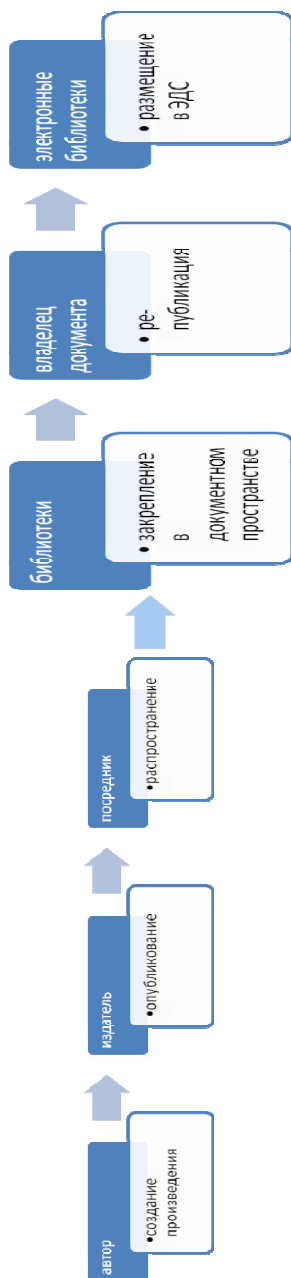 автор
•создание
произведения
издатель
•опубликование
посредник
•распространение
библиотеки
• закрепление
в
документном
пространстве
владелец
документа
• ре-
публикация
электронные
библиотеки
• размещение
в ЭДС